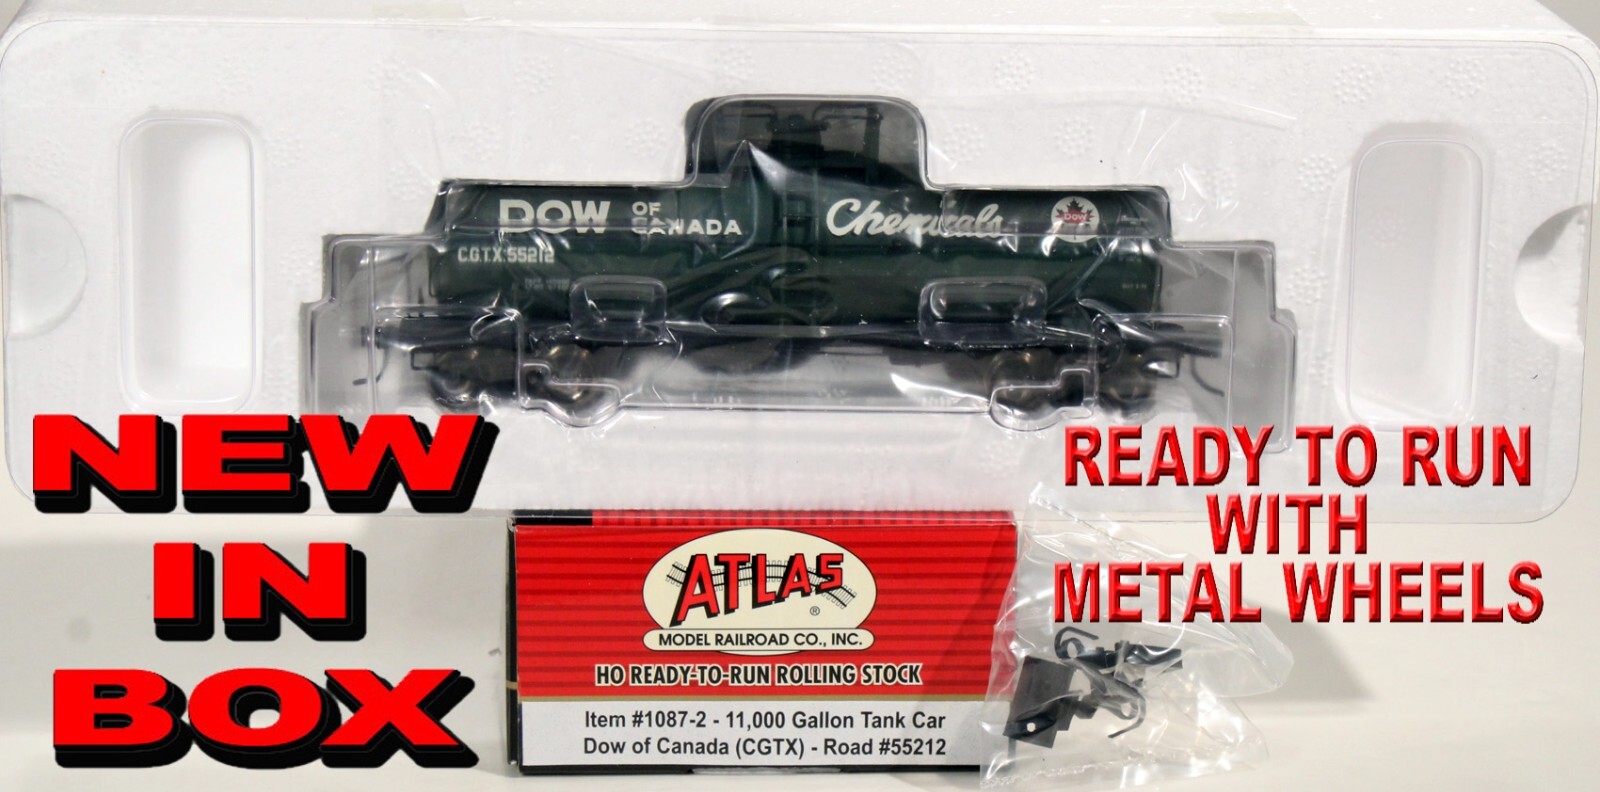 DOW OF CANADA
Chemicals
DOW
C.G.T.X. 55212
NEW
IN
BOX
READY TO RUN
WITH
METAL WHEELS
ATLAS
®
MODEL RAILROAD CO., INC.
HO READY-TO-RUN ROLLING STOCK
Item #1087-2 - 11,000 Gallon Tank Car
Dow of Canada (CGTX) - Road #55212